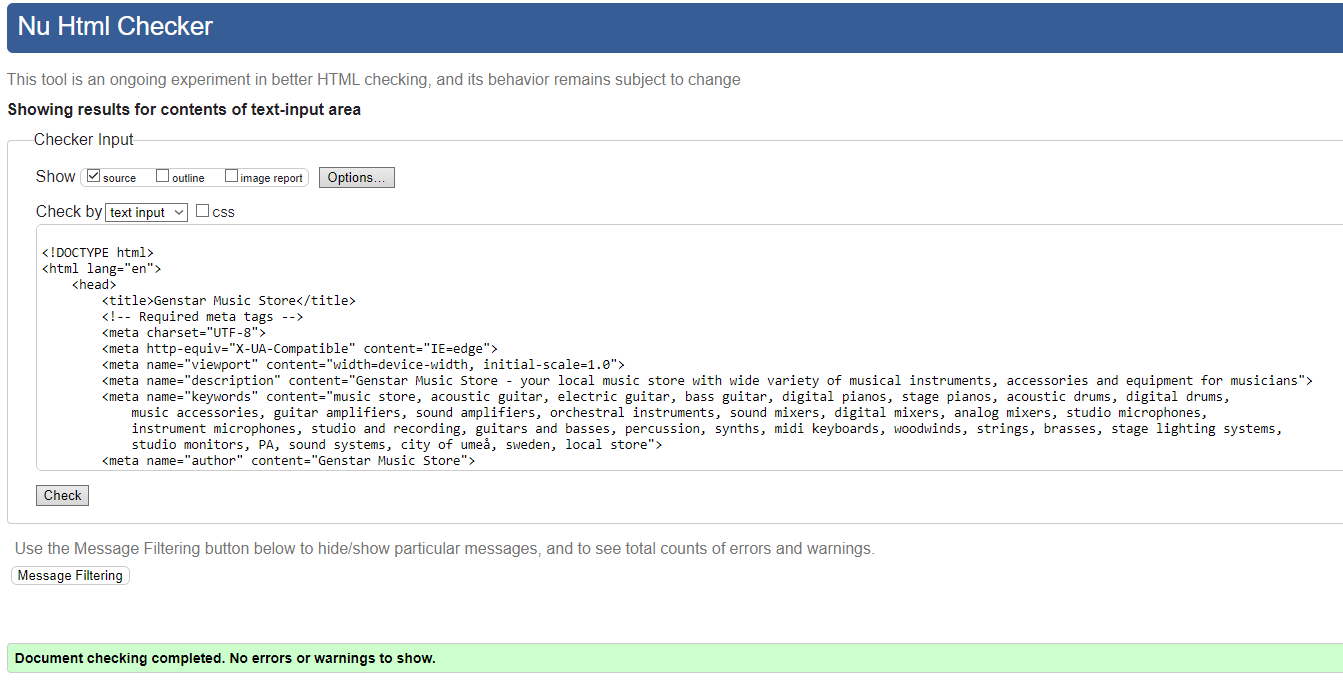 Nu Html Checker
This tool is an ongoing experiment in better HTML checking, and its behavior remains subject to change
Showing results for contents of text-input area
Checker Input
Show source outline image report Options...
Check by text input css
<!DOCTYPE html>
<html lang="en">
<head>
<title>Genstar Music Store</title>
<!-- Required meta tags -->
<meta charset="UTF-8">
<meta http-equiv="X-UA-Compatible" content="IE=edge">
<meta name="viewport" content="width=device-width, initial-scale=1.0">
<meta name="description" content="Genstar Music Store - your local music store with wide variety of musical instruments, accessories and equipment for musicians">
<meta name="keywords" content="music store, acoustic guitar, electric guitar, bass guitar, digital pianos, stage pianos, acoustic drums, digital drums,
music accessories, guitar amplifiers, sound amplifiers, orchestral instruments, sound mixers, digital mixers, analog mixers, studio microphones,
instrument microphones, studio and recording, guitars and basses, percussion, synths, midi keyboards, woodwinds, strings, brasses, stage lighting systems,
studio monitors, PA, sound systems, city of umeå, sweden, local store">
<meta name="author" content="Genstar Music Store">
Check
Use the Message Filtering button below to hide/show particular messages, and to see total counts of errors and warnings.
Message Filtering
Document checking completed. No errors or warnings to show.